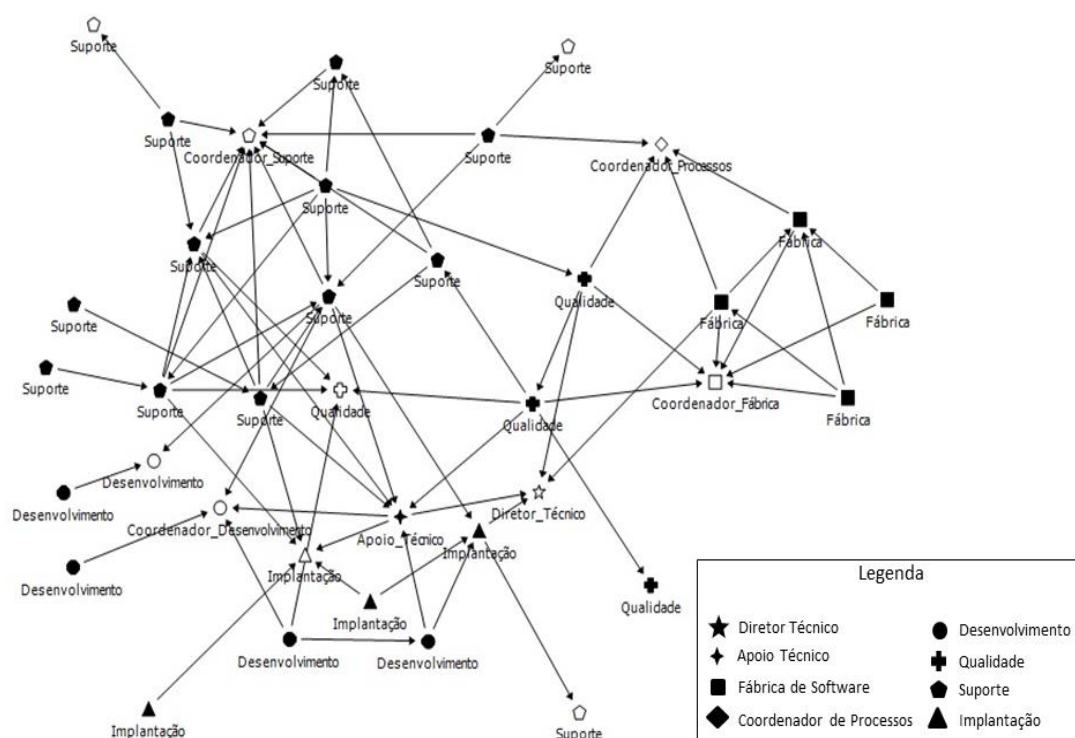 Suporte
Suporte
Suporte
Suporte
Suporte
Coordenador_Suporte
Coordenador_Processos
Suporte
Fábrica
Suporte
Suporte
Qualidade
Suporte
Fábrica
Fábrica
Suporte
Suporte
Suporte
Suporte
Qualidade
Qualidade
Coordenador_Fábrica
Fábrica
Desenvolvimento
Desenvolvimento
Diretor_Técnico
Coordenador_Desenvolvimento
Apoio_Técnico
Implantação
Implantação
Desenvolvimento
Qualidade
Implantação
Desenvolvimento
Desenvolvimento
Implantação
Suporte
Legenda
Diretor Técnico
Desenvolvimento
Apoio Técnico
Qualidade
Fábrica de Software
Suporte
Coordenador de Processos
Implantação